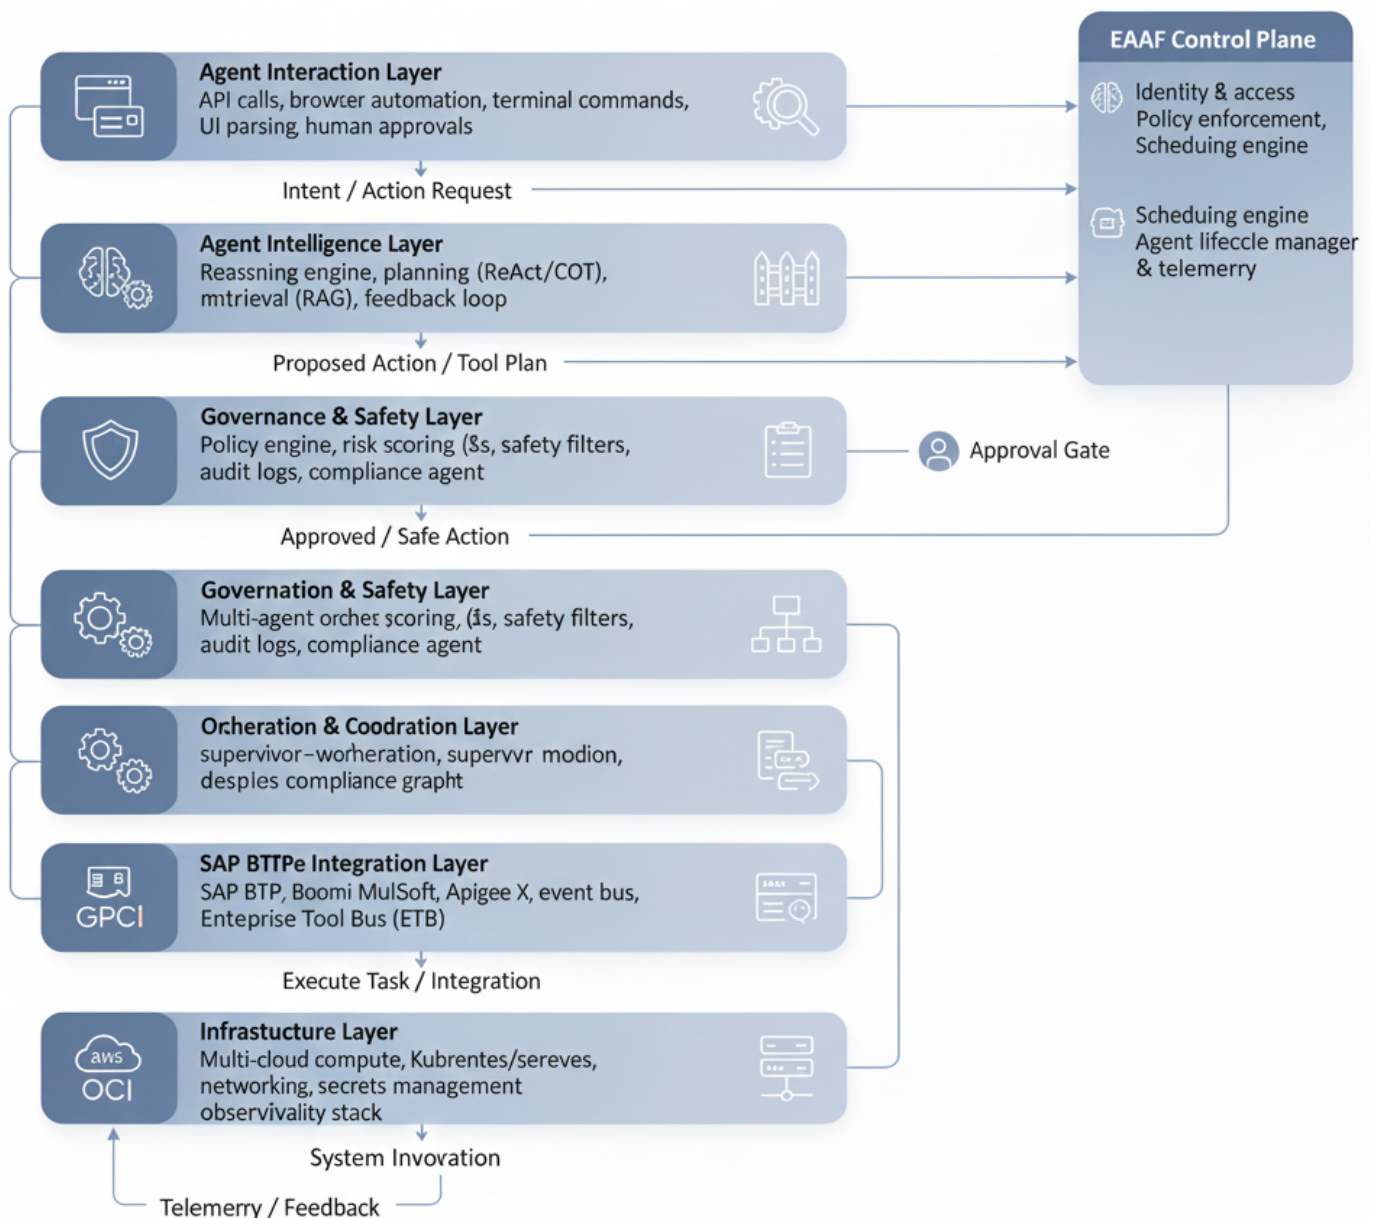 EAAF Control Plane
Identity & access
Policy enforcement,
Scheduing engine
Scheduing engine
Agent lifeccle manager
& telemerry
Agent Interaction Layer
API calls, browser automation, terminal commands,
UI parsing, human approvals
Intent / Action Request
Agent Intelligence Layer
Reassning engine, planning (ReAct/COT),
mtrieval (RAG), feedback loop
Proposed Action / Tool Plan
Governance & Safety Layer
Policy engine, risk scoring safety filters,
audit logs, compliance agent
Approval Gate
Approved / Safe Action
Governation & Safety Layer
Multi-agent orcher scoring, safety filters,
audit logs, compliance agent
Orcheration & Coodration Layer
supervivor-worheration, supervvr modion,
despies compliance grapht
GPCI
SAP BTTPe Integration Layer
SAP BTP, Boomi MulSoft, Apigee X, event bus,
Enteprise Tool Bus (ETB)
Execute Task / Integration
aws
OCI
Infrastucture Layer
Multi-cloud compute, Kubrentes/sereves,
networking, secrets management
observivality stack
System Invovration
Telemerry / Feedback